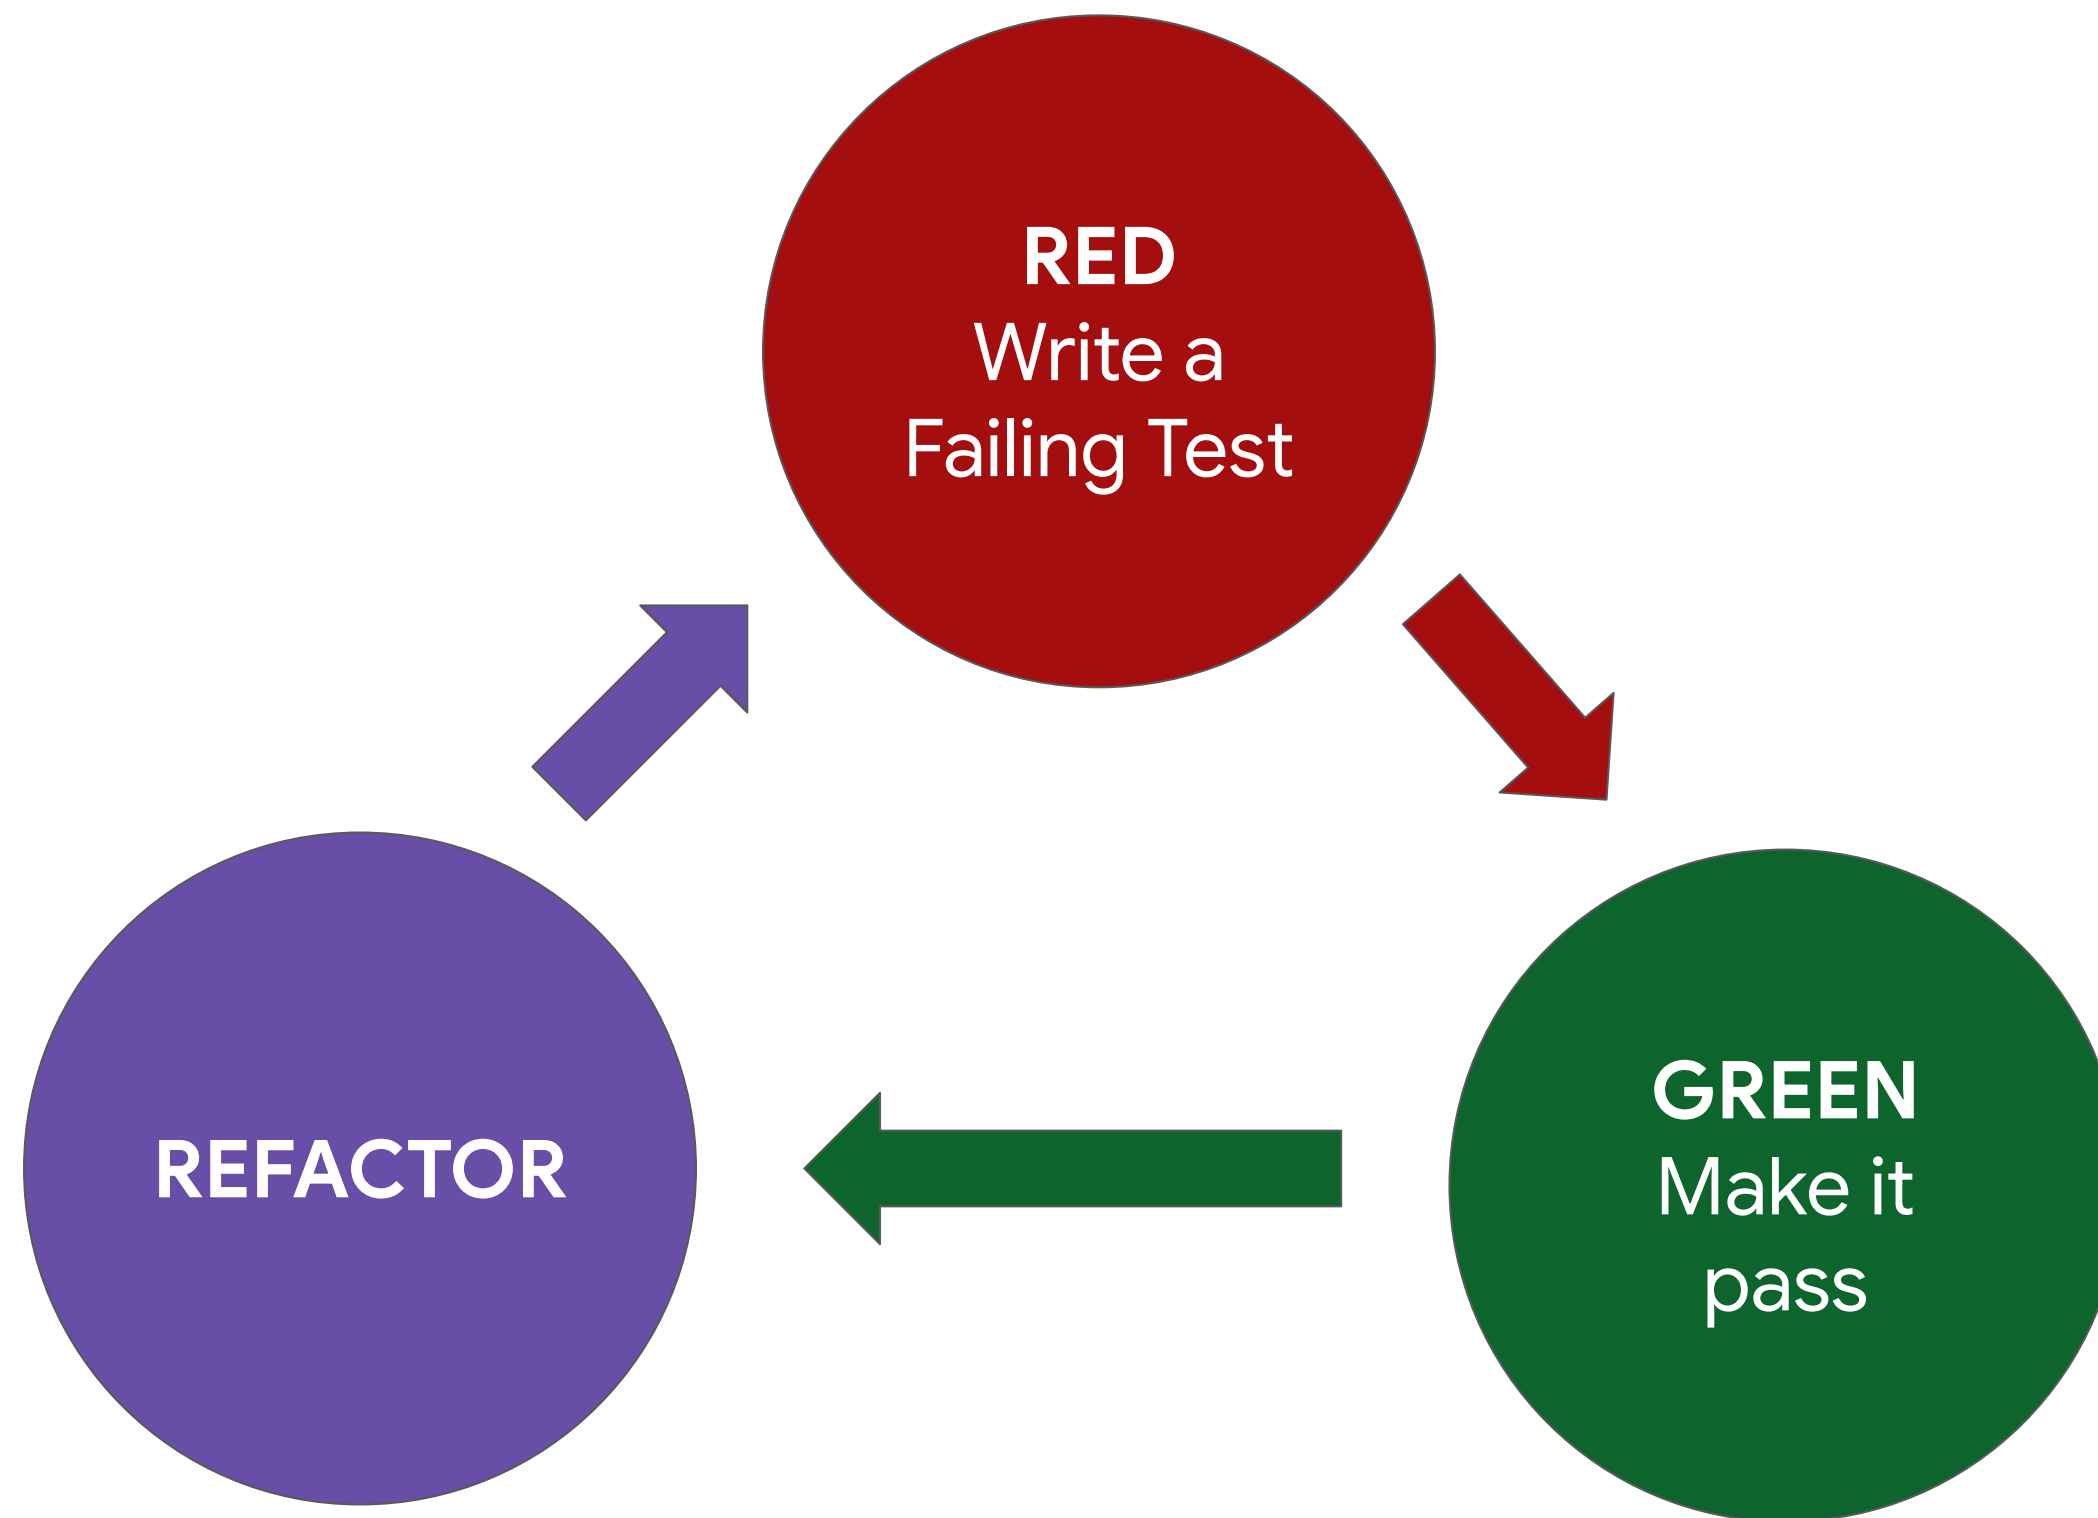 RED
Write a
Failing Test
GREEN
Make it
pass
REFACTOR